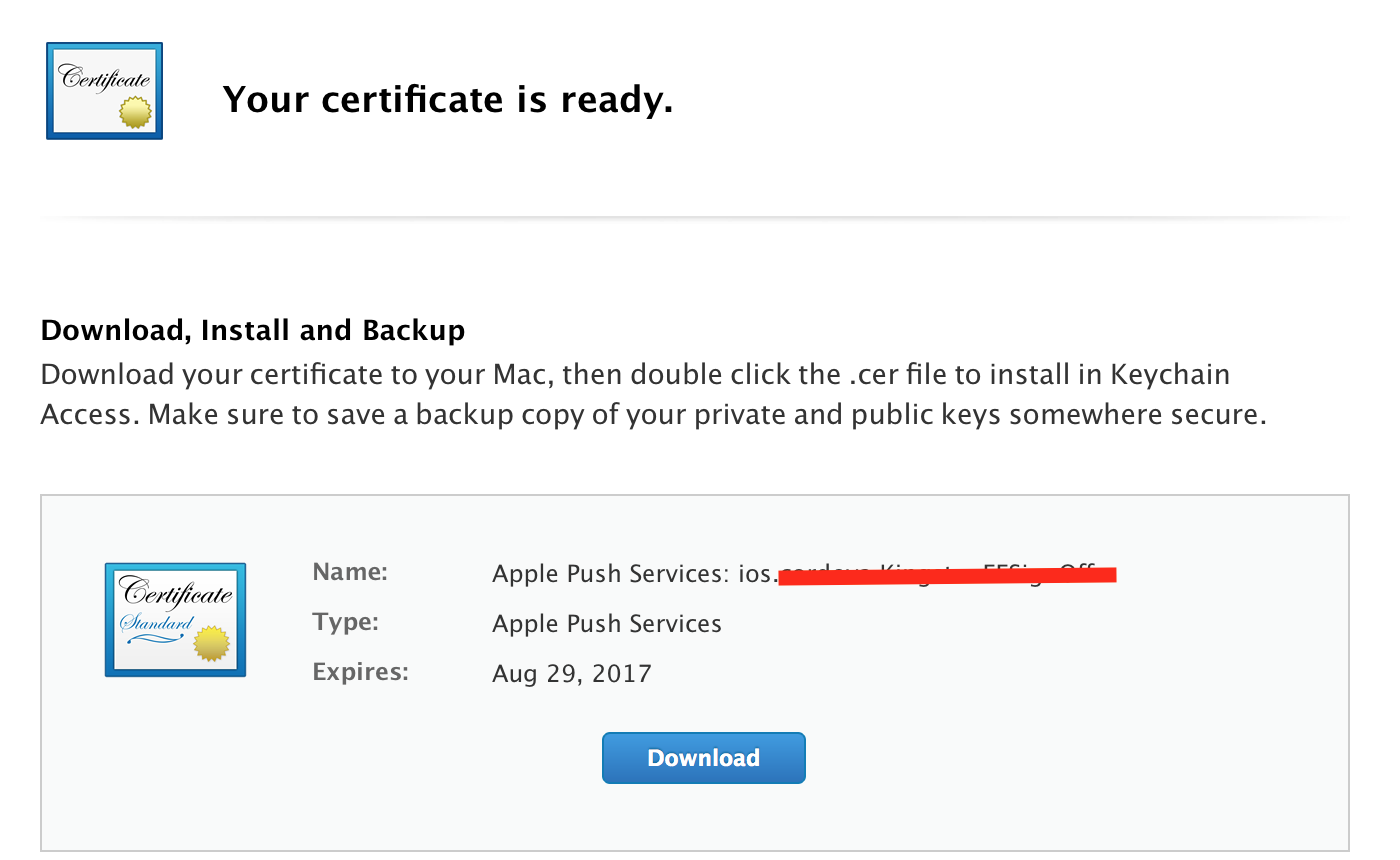 Certificate
Your certificate is ready.
Download, Install and Backup
Download your certificate to your Mac, then double click the .cer file to install in Keychain
Access. Make sure to save a backup copy of your private and public keys somewhere secure.
Certificate
Standard
Name: Apple Push Services: ios.
Type: Apple Push Services
Expires: Aug 29, 2017
Download